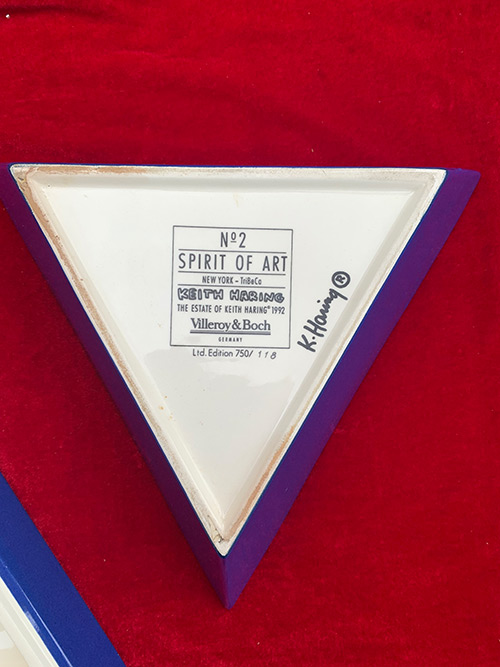 Nº2
SPIRIT OF ART
NEW YORK – TriBeCa
KEITH HARING
THE ESTATE OF KEITH HARING® 1992
Villeroy & Boch
GERMANY
Ltd. Edition 750/ 118
K. Haring ®